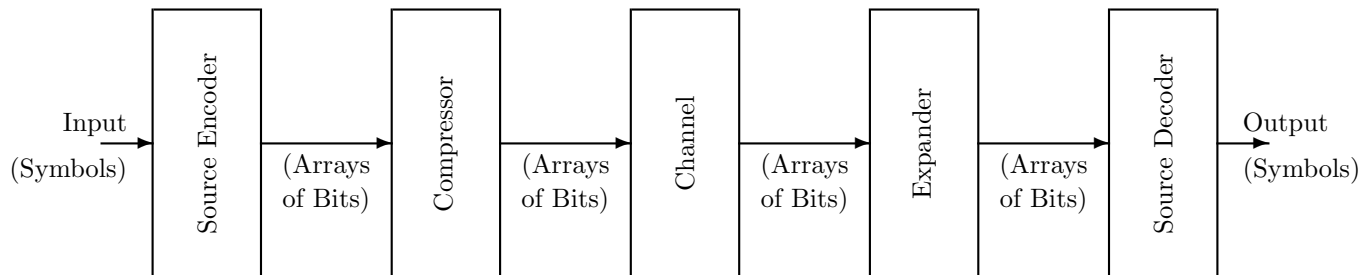 Input
(Symbols)
Source Encoder
(Arrays
of Bits)
Compressor
(Arrays
of Bits)
Channel
(Arrays
of Bits)
Expander
(Arrays
of Bits)
Source Decoder
Output
(Symbols)